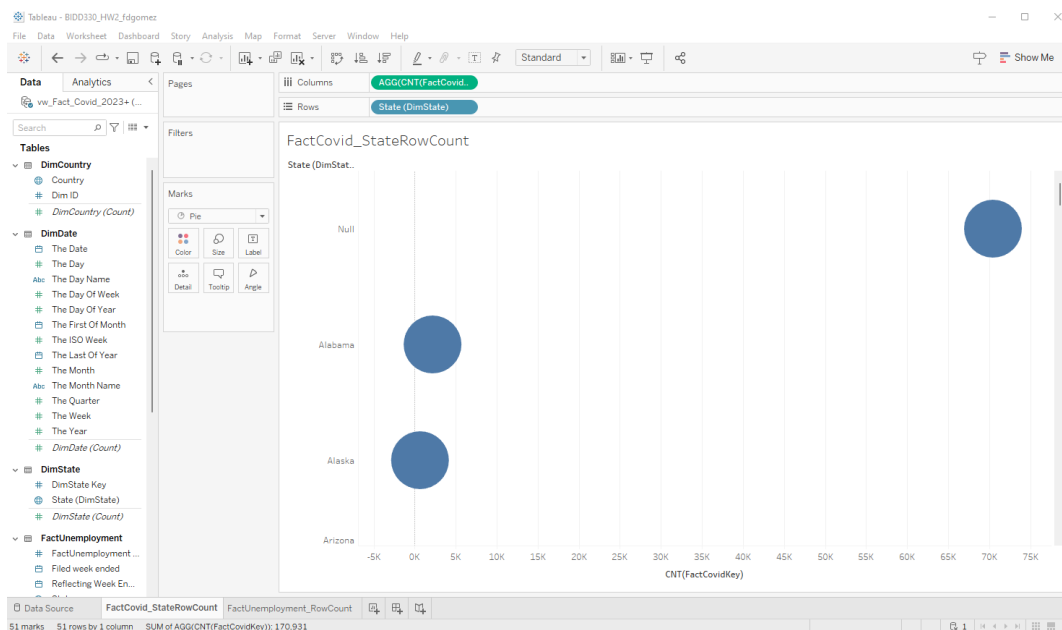 Tableau - BIDD330_HW2_fdgomez
File Data Worksheet Dashboard Story Analysis Map Format Server Window Help
Standard
Show Me
Data Analytics
vw_Fact_Covid_2023+ (...
Search
Tables
DimCountry
Country
Dim ID
DimCountry (Count)
DimDate
The Date
The Day
Abc The Day Name
The Day Of Week
The Day Of Year
The First Of Month
The ISO Week
The Last Of Year
The Month
Abc The Month Name
The Quarter
The Week
The Year
DimDate (Count)
DimState
DimState Key
State (DimState)
DimState (Count)
FactUnemployment
FactUnemployment ...
Filed week ended
Reflecting Week En...
Pages
Filters
Marks
Pie
Color Size Label
Detail Tooltip Angle
Columns AGG(CNT(FactCovid..
Rows State (DimState)
FactCovid_StateRowCount
State (DimStat..
Null
Alabama
Alaska
Arizona
-5K 0K 5K 10K 15K 20K 25K 30K 35K 40K 45K 50K 55K 60K 65K 70K 75K
CNT(FactCovidKey)
Data Source FactCovid_StateRowCount FactUnemployment_RowCount
51 marks 51 rows by 1 column SUM of AGG(CNT(FactCovidKey)): 170,931
1